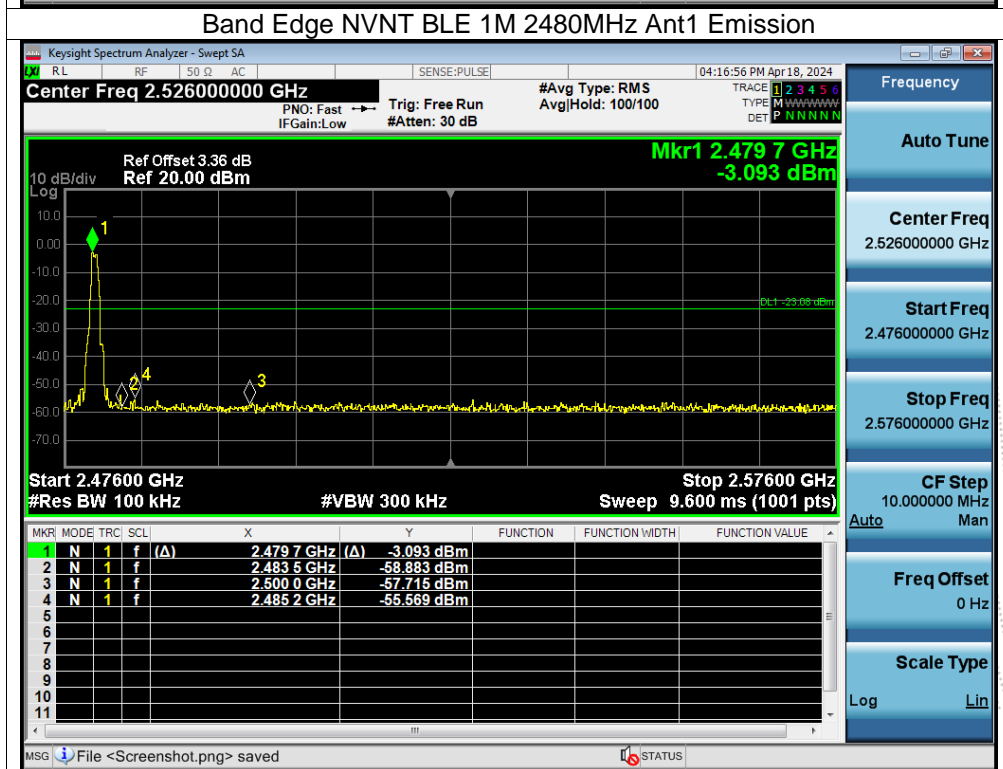 Band Edge NVNT BLE 1M 2480MHz Ant1 Emission
Keysight Spectrum Analyzer - Swept SA
LXI RL RF 50 Ω AC SENSE:PULSE 04:16:56 PM Apr 18, 2024
Center Freq 2.526000000 GHz
PNO: Fast
IFGain:Low
Trig: Free Run
#Atten: 30 dB
#Avg Type: RMS
Avg|Hold: 100/100
TRACE 1 2 3 4 5 6
TYPE M WWWWW
DET P N N N N N
Ref Offset 3.36 dB
10 dB/div Ref 20.00 dBm
Log
Mkr1 2.479 7 GHz
-3.093 dBm
10.0
0.00
-10.0
-20.0
-30.0
-40.0
-50.0
-60.0
-70.0
1
2
4
3
DL1 -23.08 dBm
Start 2.47600 GHz Stop 2.57600 GHz
#Res BW 100 kHz #VBW 300 kHz Sweep 9.600 ms (1001 pts)
MKR MODE TRC SCL X Y FUNCTION FUNCTION WIDTH FUNCTION VALUE
1 N 1 f (Δ) 2.479 7 GHz (Δ) -3.093 dBm
2 N 1 f 2.483 5 GHz -58.883 dBm
3 N 1 f 2.500 0 GHz -57.715 dBm
4 N 1 f 2.485 2 GHz -55.569 dBm
5
6
7
8
9
10
11
MSG File <Screenshot.png> saved STATUS
Frequency
Auto Tune
Center Freq
2.526000000 GHz
Start Freq
2.476000000 GHz
Stop Freq
2.576000000 GHz
CF Step
10.000000 MHz
Auto Man
Freq Offset
0 Hz
Scale Type
Log Lin